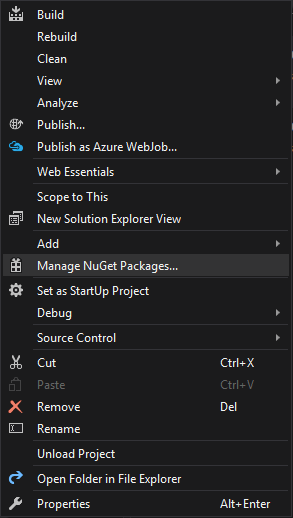 Build
Rebuild
Clean
View
Analyze
Publish...
Publish as Azure WebJob...
Web Essentials
Scope to This
New Solution Explorer View
Add
Manage NuGet Packages...
Set as StartUp Project
Debug
Source Control
Cut Ctrl+X
Paste Ctrl+V
Remove Del
Rename
Unload Project
Open Folder in File Explorer
Properties Alt+Enter